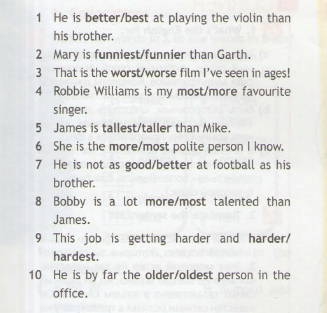 1 He is better/best at playing the violin than
his brother.
2 Mary is funniest/funnier than Garth.
3 That is the worst/worse film I've seen in ages!
4 Robbie Williams is my most/more favourite
singer.
5 James is tallest/taller than Mike.
6 She is the more/most polite person I know.
7 He is not as good/better at football as his
brother.
8 Bobby is a lot more/most talented than
James.
9 This job is getting harder and harder/
hardest.
10 He is by far the older/oldest person in the
office.